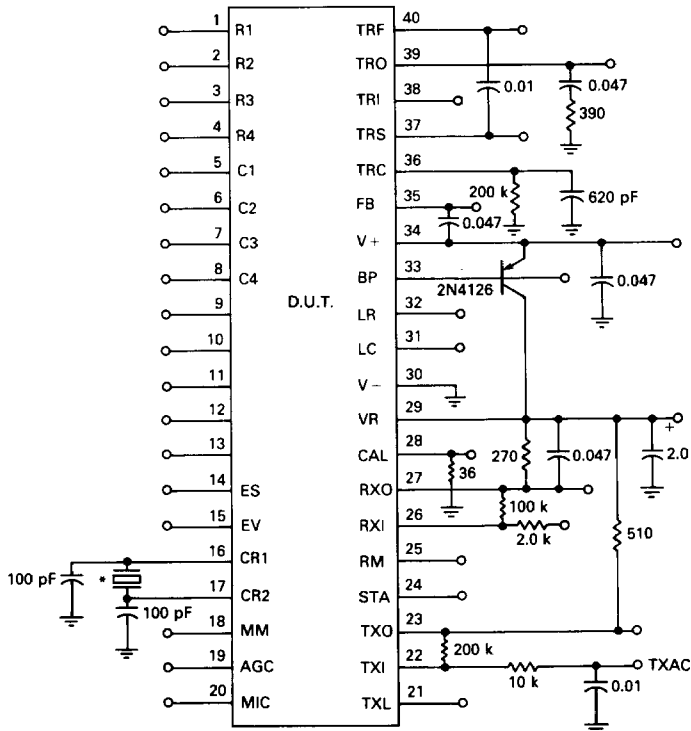 1 R1 TRF 40
2 R2 TRO 39
0.01
0.047
3 R3 TRI 38
390
4 R4 TRS 37
5 C1 TRC 36
200 k
620 pF
6 C2 FB 35
0.047
7 C3 V+ 34
8 C4 BP 33
2N4126
0.047
D.U.T.
9 LR 32
10 LC 31
11 V− 30
12 VR 29
+
13 CAL 28
36
270
0.047
2.0
14 ES RXO 27
100 k
15 EV RXI 26
2.0 k
510
16 CR1 RM 25
100 pF
*
17 CR2 STA 24
100 pF
18 MM TXO 23
200 k
19 AGC TXI 22
10 k
TXAC
0.01
20 MIC TXL 21